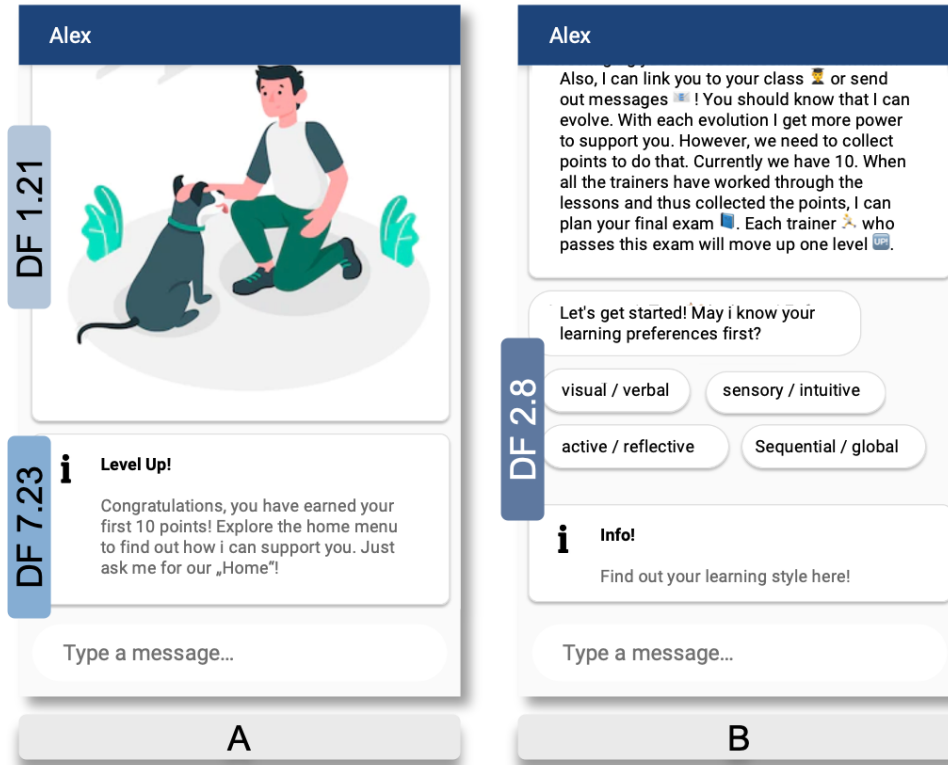 Alex
DF 1.21
DF 7.23
Level Up!
Congratulations, you have earned your
first 10 points! Explore the home menu
to find out how i can support you. Just
ask me for our „Home“!
Type a message...
A
Alex
Also, I can link you to your class 👨‍🎓 or send
out messages 📧 ! You should know that I can
evolve. With each evolution I get more power
to support you. However, we need to collect
points to do that. Currently we have 10. When
all the trainers have worked through the
lessons and thus collected the points, I can
plan your final exam 📘. Each trainer 🏃 who
passes this exam will move up one level 🆙.
Let's get started! May i know your
learning preferences first?
DF 2.8
visual / verbal
sensory / intuitive
active / reflective
Sequential / global
Info!
Find out your learning style here!
Type a message...
B